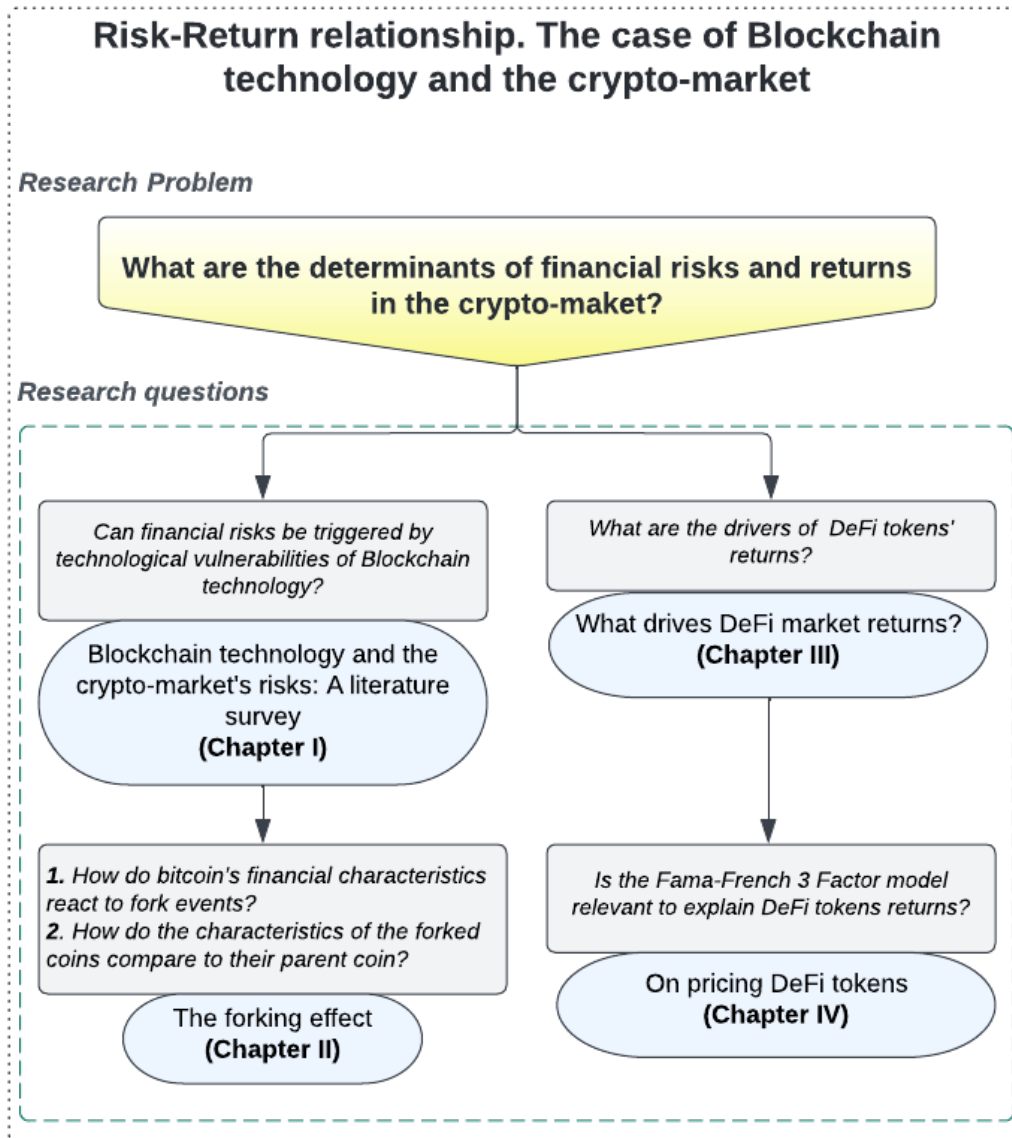 Risk-Return relationship. The case of Blockchain
technology and the crypto-market
Research Problem
What are the determinants of financial risks and returns
in the crypto-maket?
Research questions
Can financial risks be triggered by
technological vulnerabilities of Blockchain
technology?
Blockchain technology and the
crypto-market's risks: A literature
survey
(Chapter I)
1. How do bitcoin's financial characteristics
react to fork events?
2. How do the characteristics of the forked
coins compare to their parent coin?
The forking effect
(Chapter II)
What are the drivers of DeFi tokens'
returns?
What drives DeFi market returns?
(Chapter III)
Is the Fama-French 3 Factor model
relevant to explain DeFi tokens returns?
On pricing DeFi tokens
(Chapter IV)